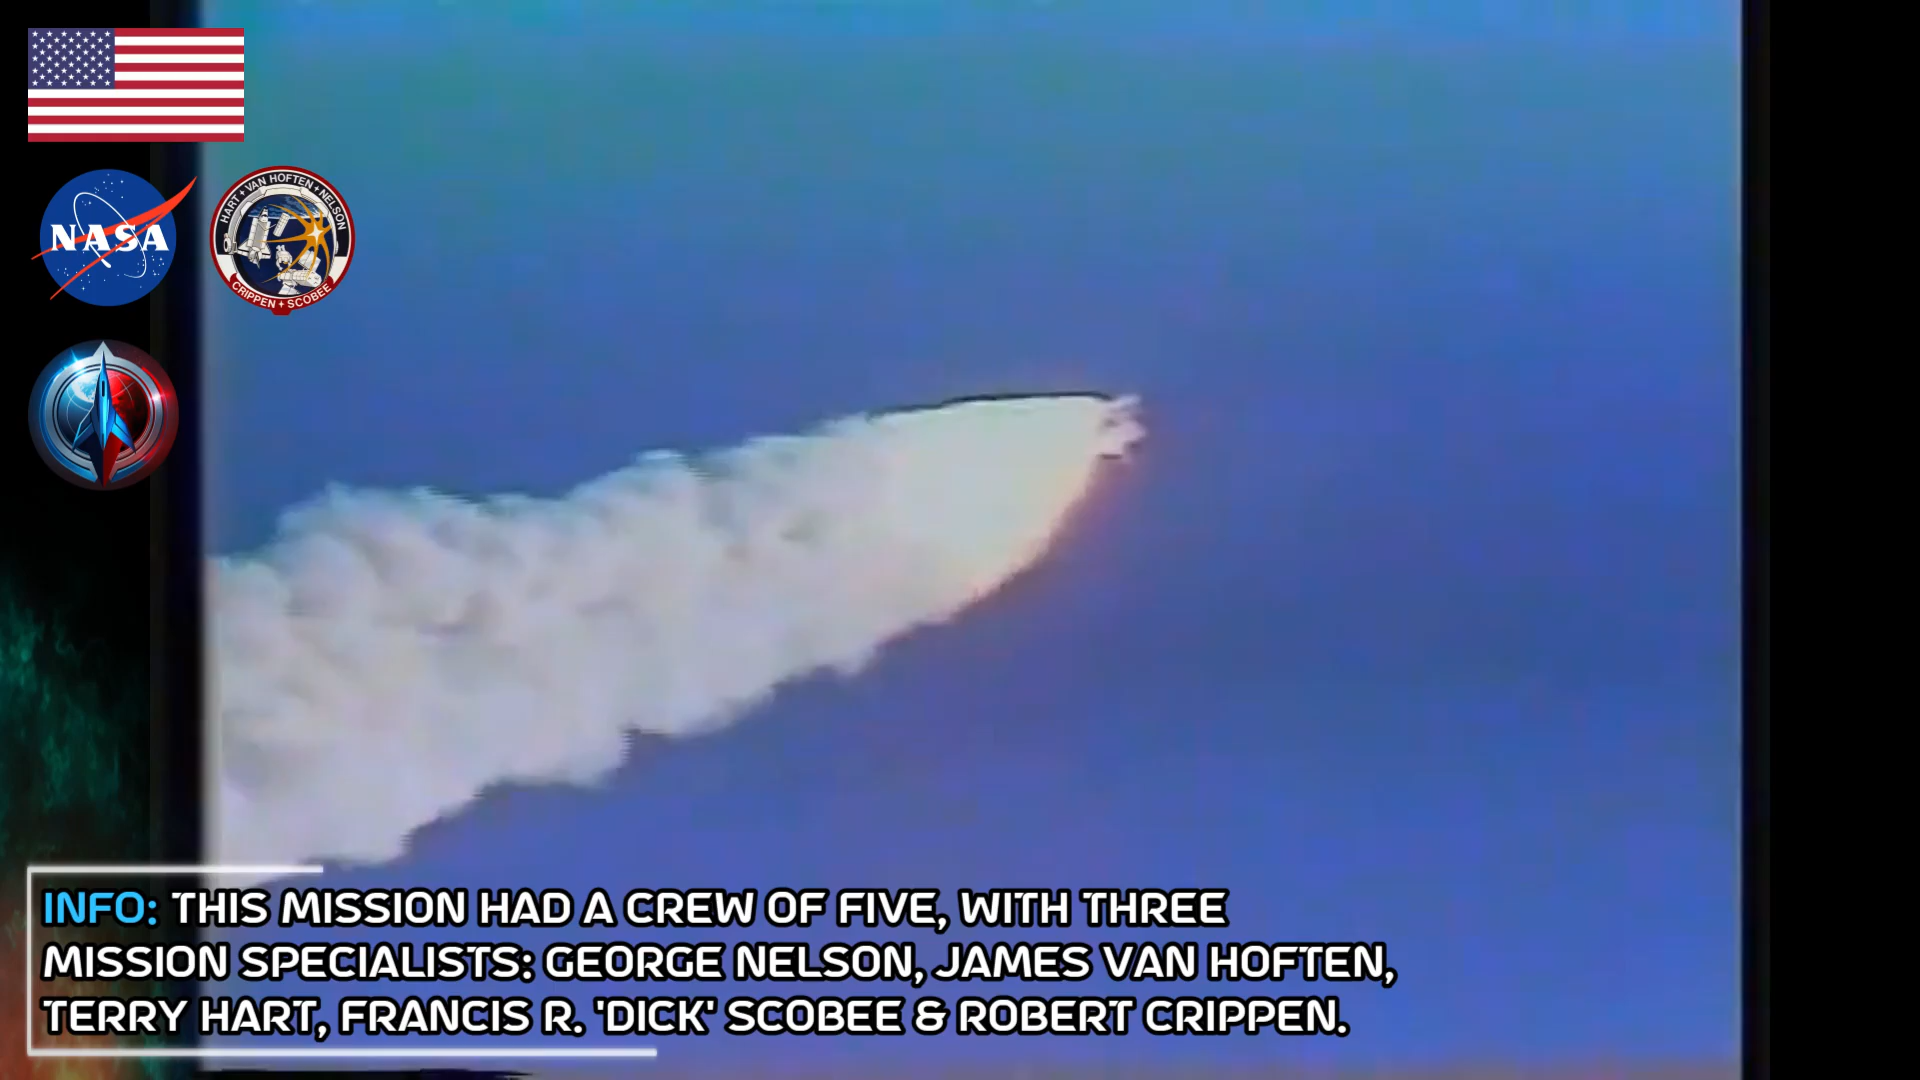 NASA
HART + VAN HOFTEN + NELSON
CRIPPEN + SCOBEE
INFO: THIS MISSION HAD A CREW OF FIVE, WITH THREE
MISSION SPECIALISTS: GEORGE NELSON, JAMES VAN HOFTEN,
TERRY HART, FRANCIS R. 'DICK' SCOBEE & ROBERT CRIPPEN.